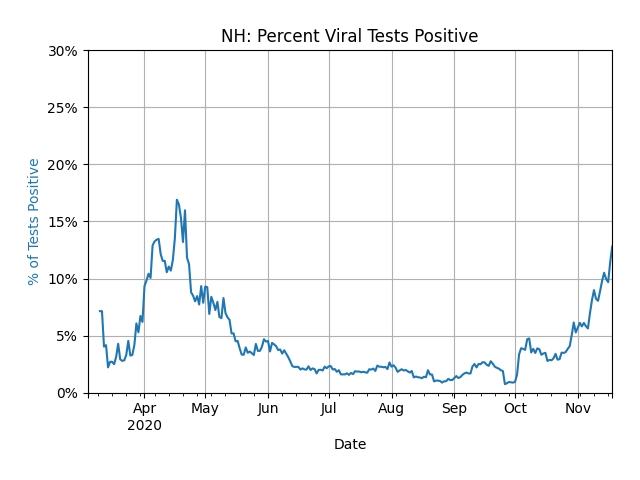 NH: Percent Viral Tests Positive
30%
25%
20%
15%
10%
5%
0%
% of Tests Positive
Apr May Jun Jul Aug Sep Oct Nov
2020
Date